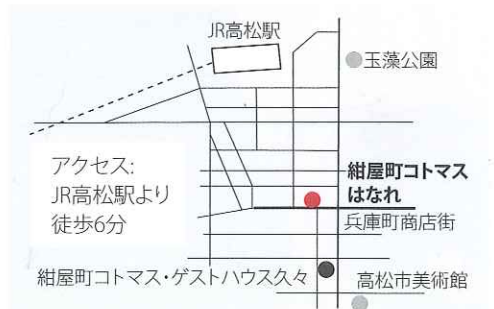 JR高松駅
玉藻公園
アクセス:
JR高松駅より
徒歩6分
紺屋町コトマス
はなれ
兵庫町商店街
紺屋町コトマス・ゲストハウス久々
高松市美術館